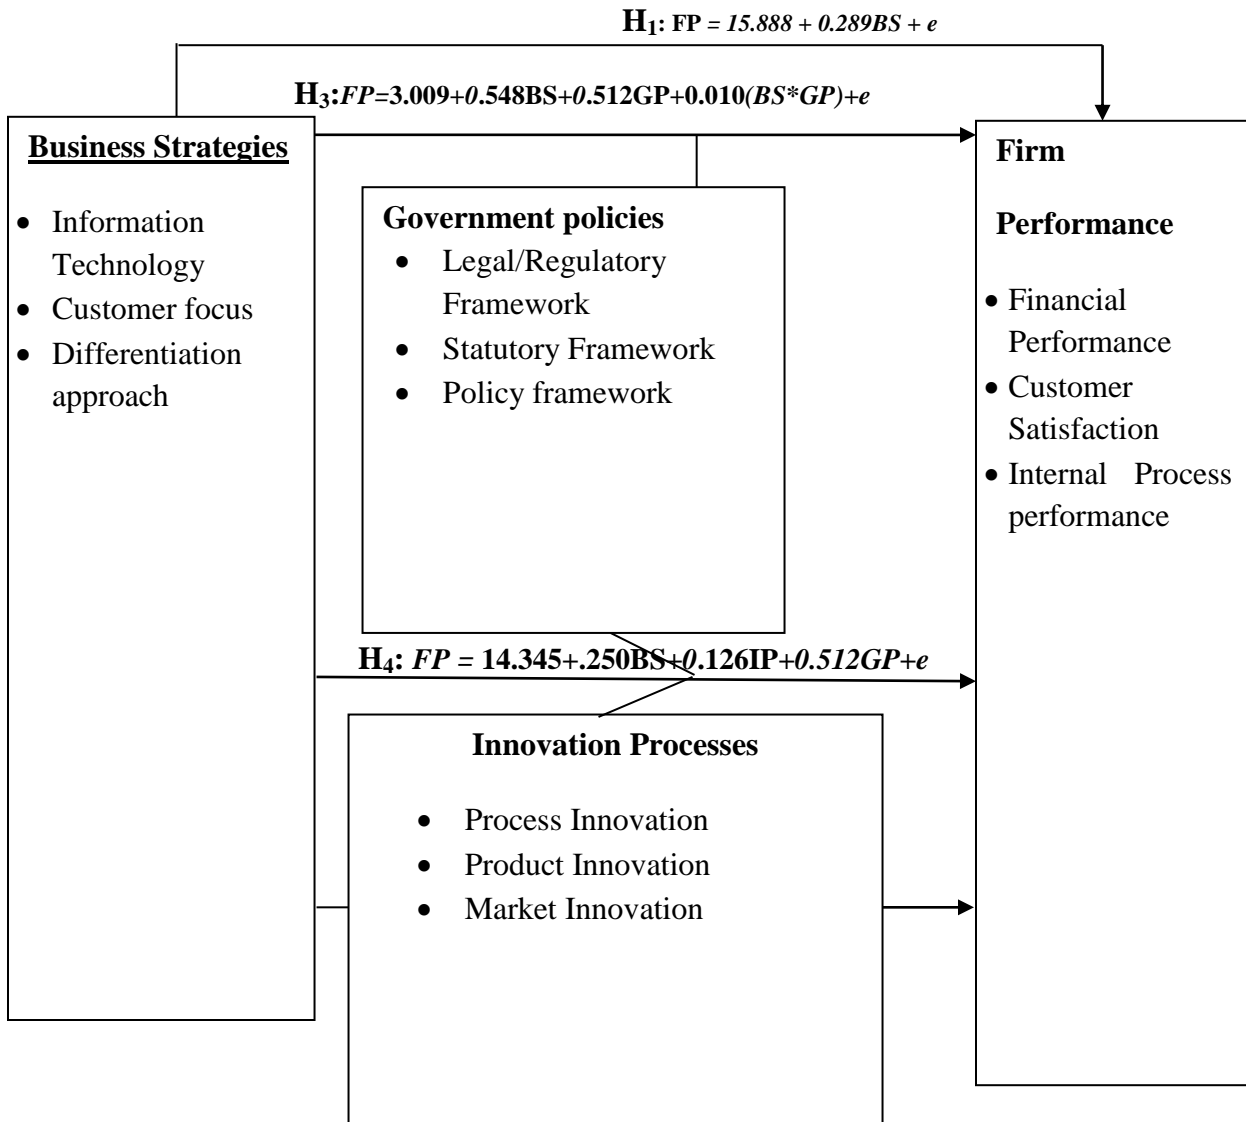 H1: FP = 15.888 + 0.289BS + e
H3:FP=3.009+0.548BS+0.512GP+0.010(BS*GP)+e
Business Strategies
• Information
Technology
• Customer focus
• Differentiation
approach
Government policies
• Legal/Regulatory
Framework
• Statutory Framework
• Policy framework
Firm
Performance
• Financial
Performance
• Customer
Satisfaction
• Internal Process
performance
H4: FP = 14.345+.250BS+0.126IP+0.512GP+e
Innovation Processes
• Process Innovation
• Product Innovation
• Market Innovation